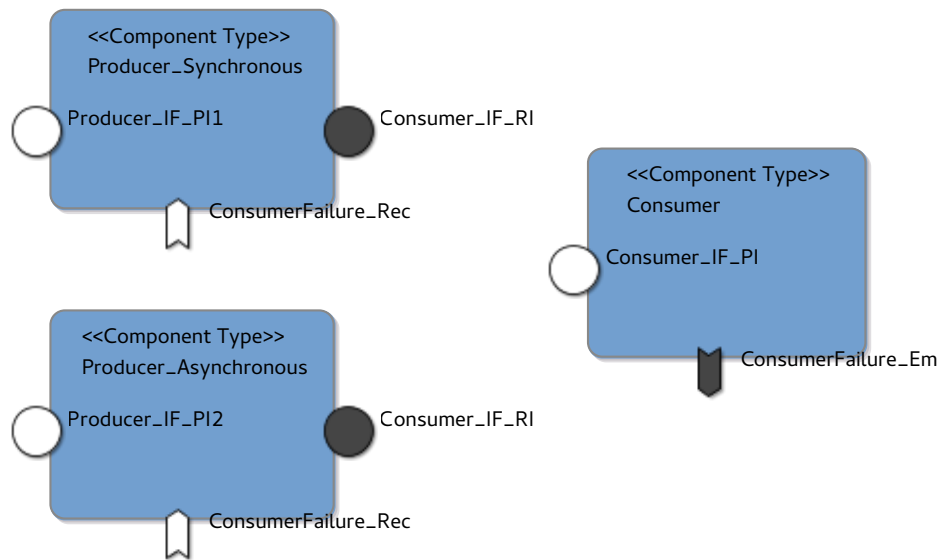 <<Component Type>>
Producer_Synchronous
Producer_IF_PI1
Consumer_IF_RI
ConsumerFailure_Rec
<<Component Type>>
Consumer
Consumer_IF_PI
ConsumerFailure_Em
<<Component Type>>
Producer_Asynchronous
Producer_IF_PI2
Consumer_IF_RI
ConsumerFailure_Rec